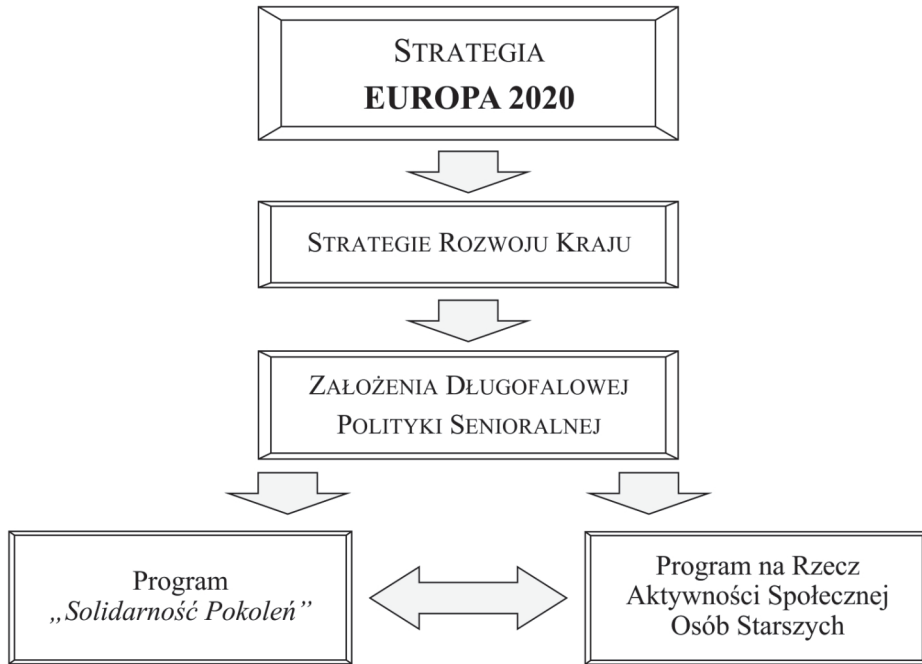 STRATEGIA
EUROPA 2020
STRATEGIE ROZWOJU KRAJU
ZAŁOŻENIA DŁUGOFALOWEJ
POLITYKI SENIORALNEJ
Program
„Solidarność Pokoleń”
Program na Rzecz
Aktywności Społecznej
Osób Starszych